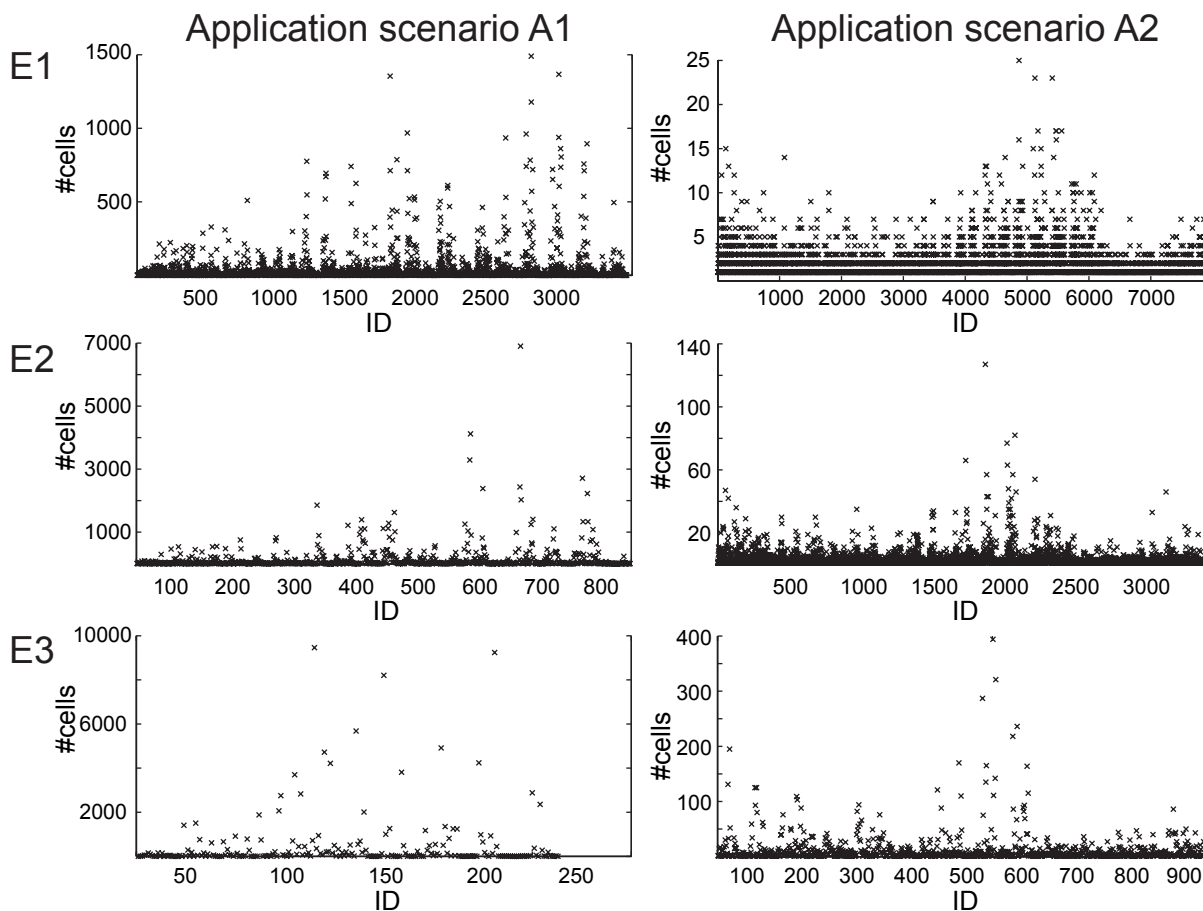 Application scenario A1
Application scenario A2
E1
#cells
1500
1000
500
500 1000 1500 2000 2500 3000
ID
#cells
25
20
15
10
5
1000 2000 3000 4000 5000 6000 7000
ID
E2
#cells
7000
5000
3000
1000
100 200 300 400 500 600 700 800
ID
#cells
140
100
60
20
500 1000 1500 2000 2500 3000
ID
E3
#cells
10000
6000
2000
50 100 150 200 250
ID
#cells
400
300
200
100
100 200 300 400 500 600 700 800 900
ID